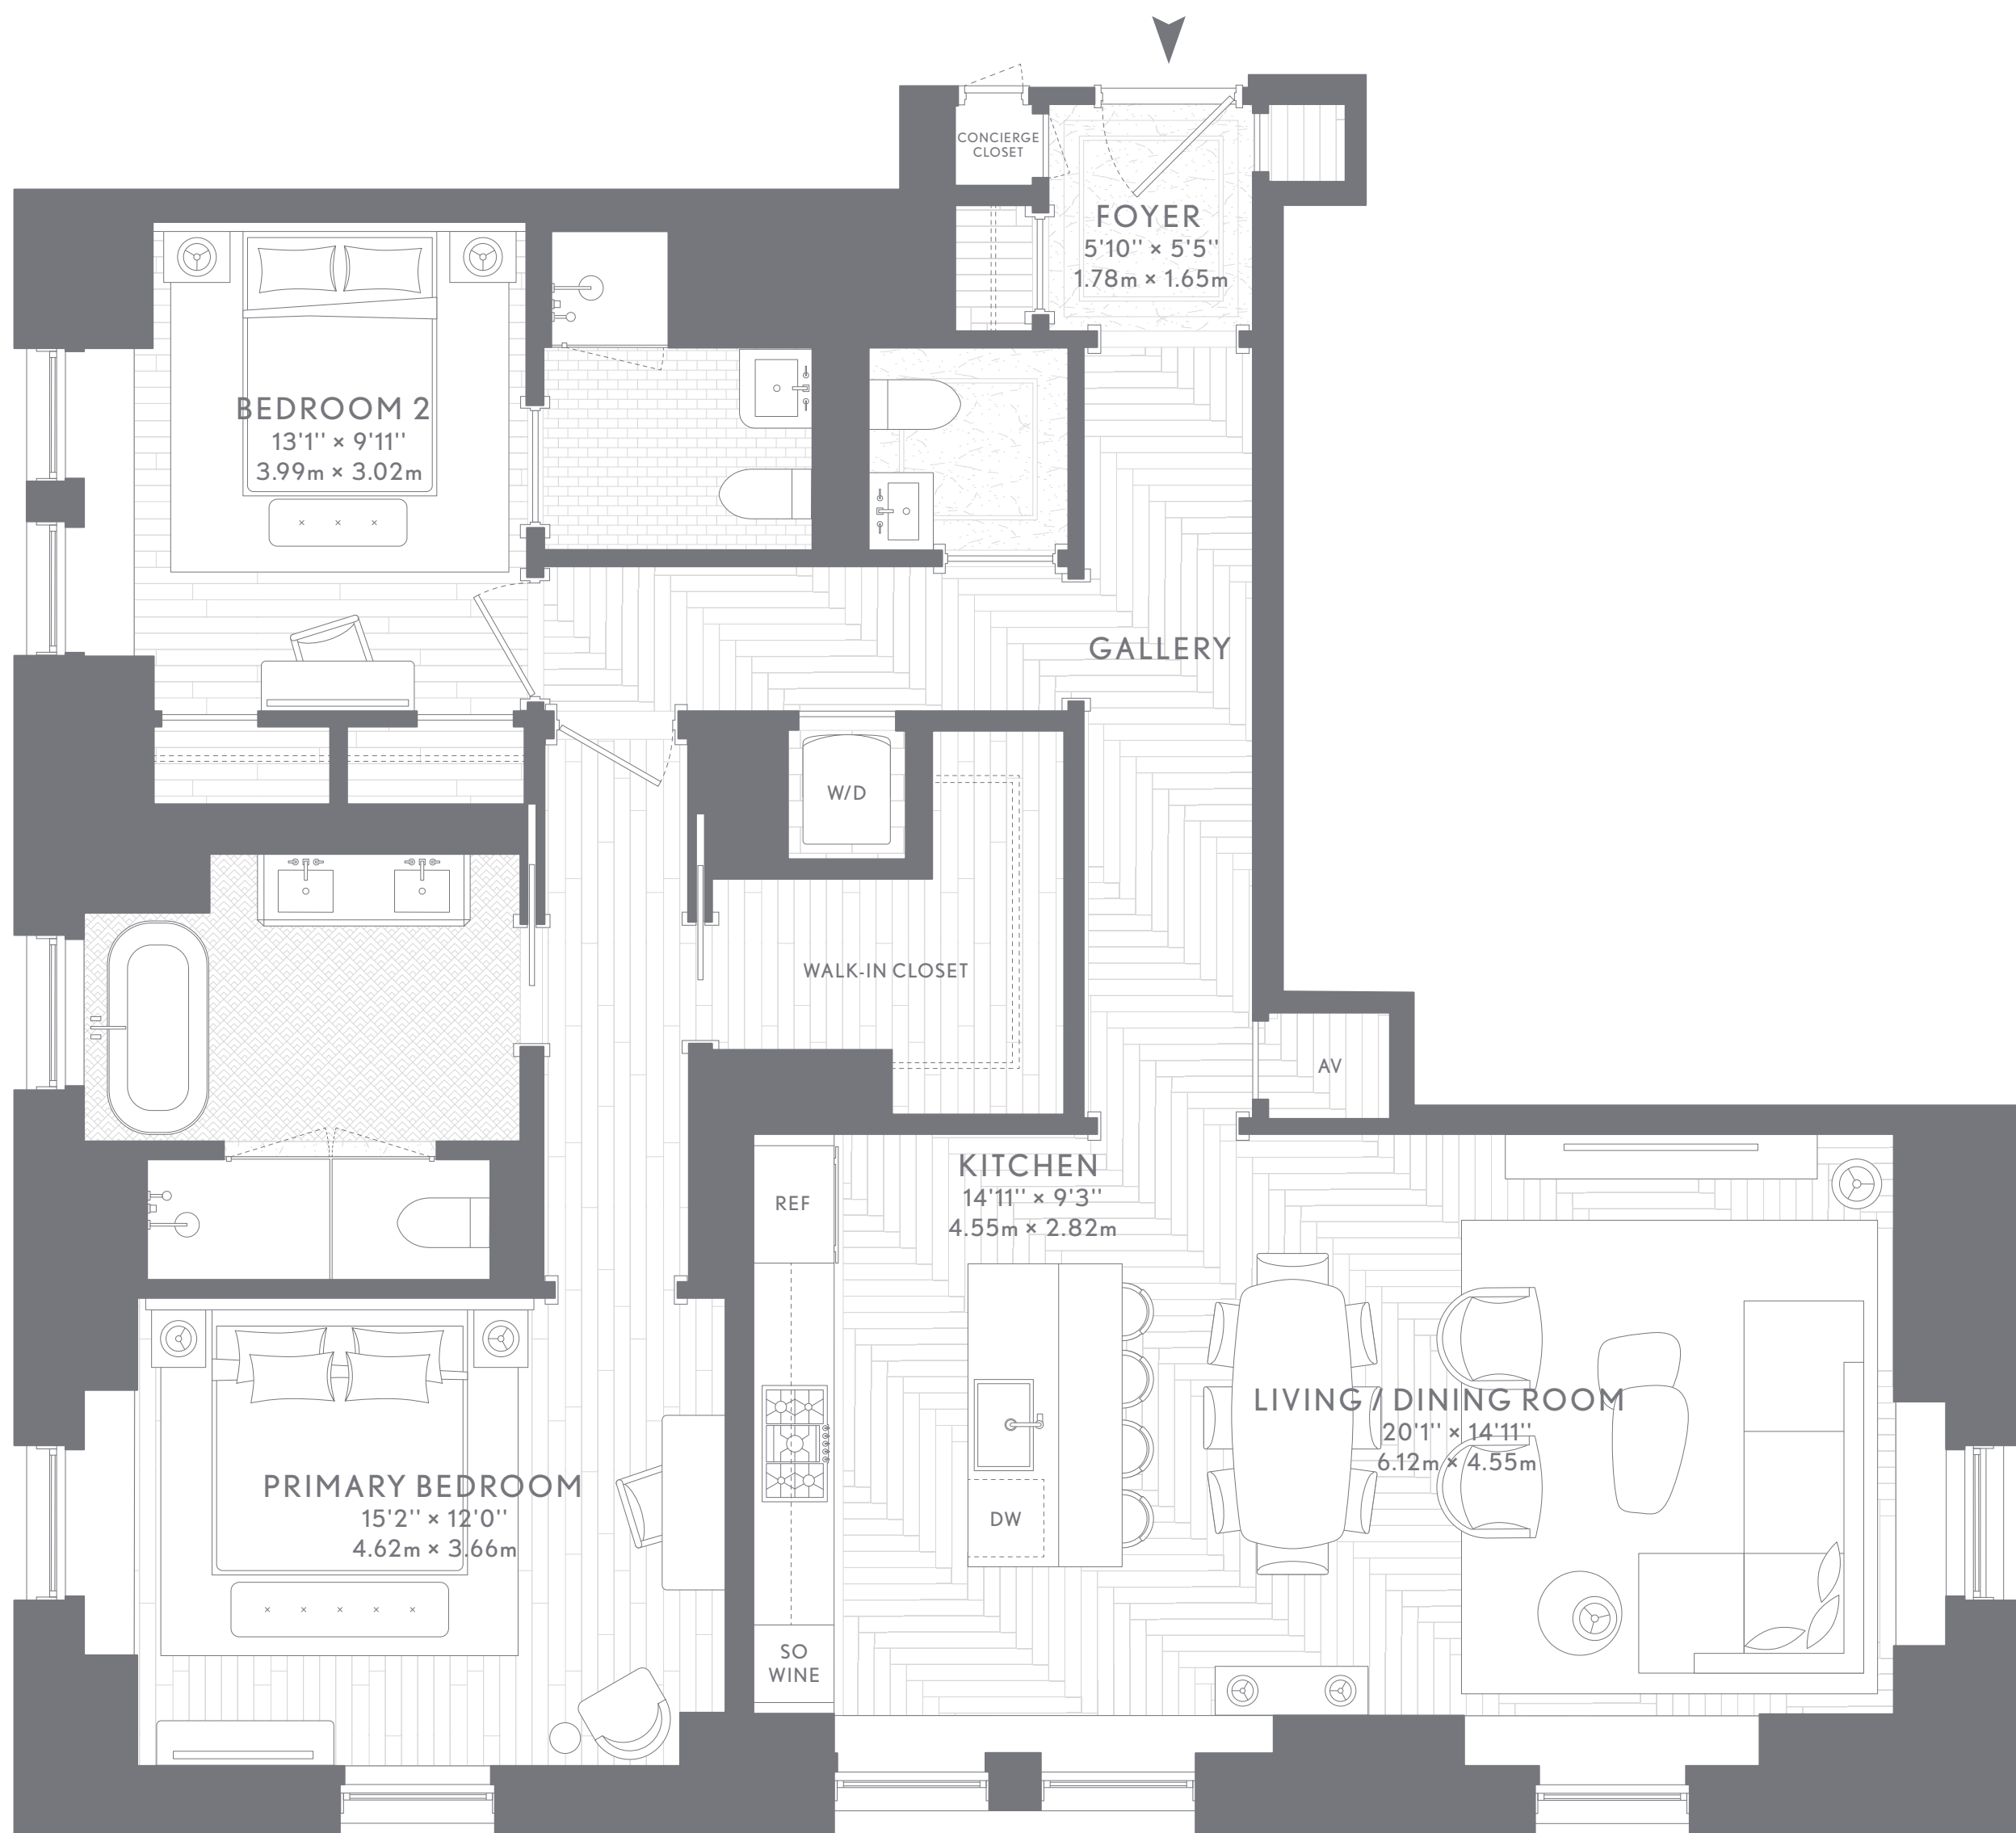 CONCIERGE
CLOSET
FOYER
5'10'' × 5'5''
1.78m × 1.65m
BEDROOM 2
13'1'' × 9'11''
3.99m × 3.02m
GALLERY
W/D
WALK-IN CLOSET
AV
KITCHEN
14'11'' × 9'3''
4.55m × 2.82m
REF
LIVING / DINING ROOM
20'1'' × 14'11''
6.12m × 4.55m
PRIMARY BEDROOM
15'2'' × 12'0''
4.62m × 3.66m
DW
SO
WINE